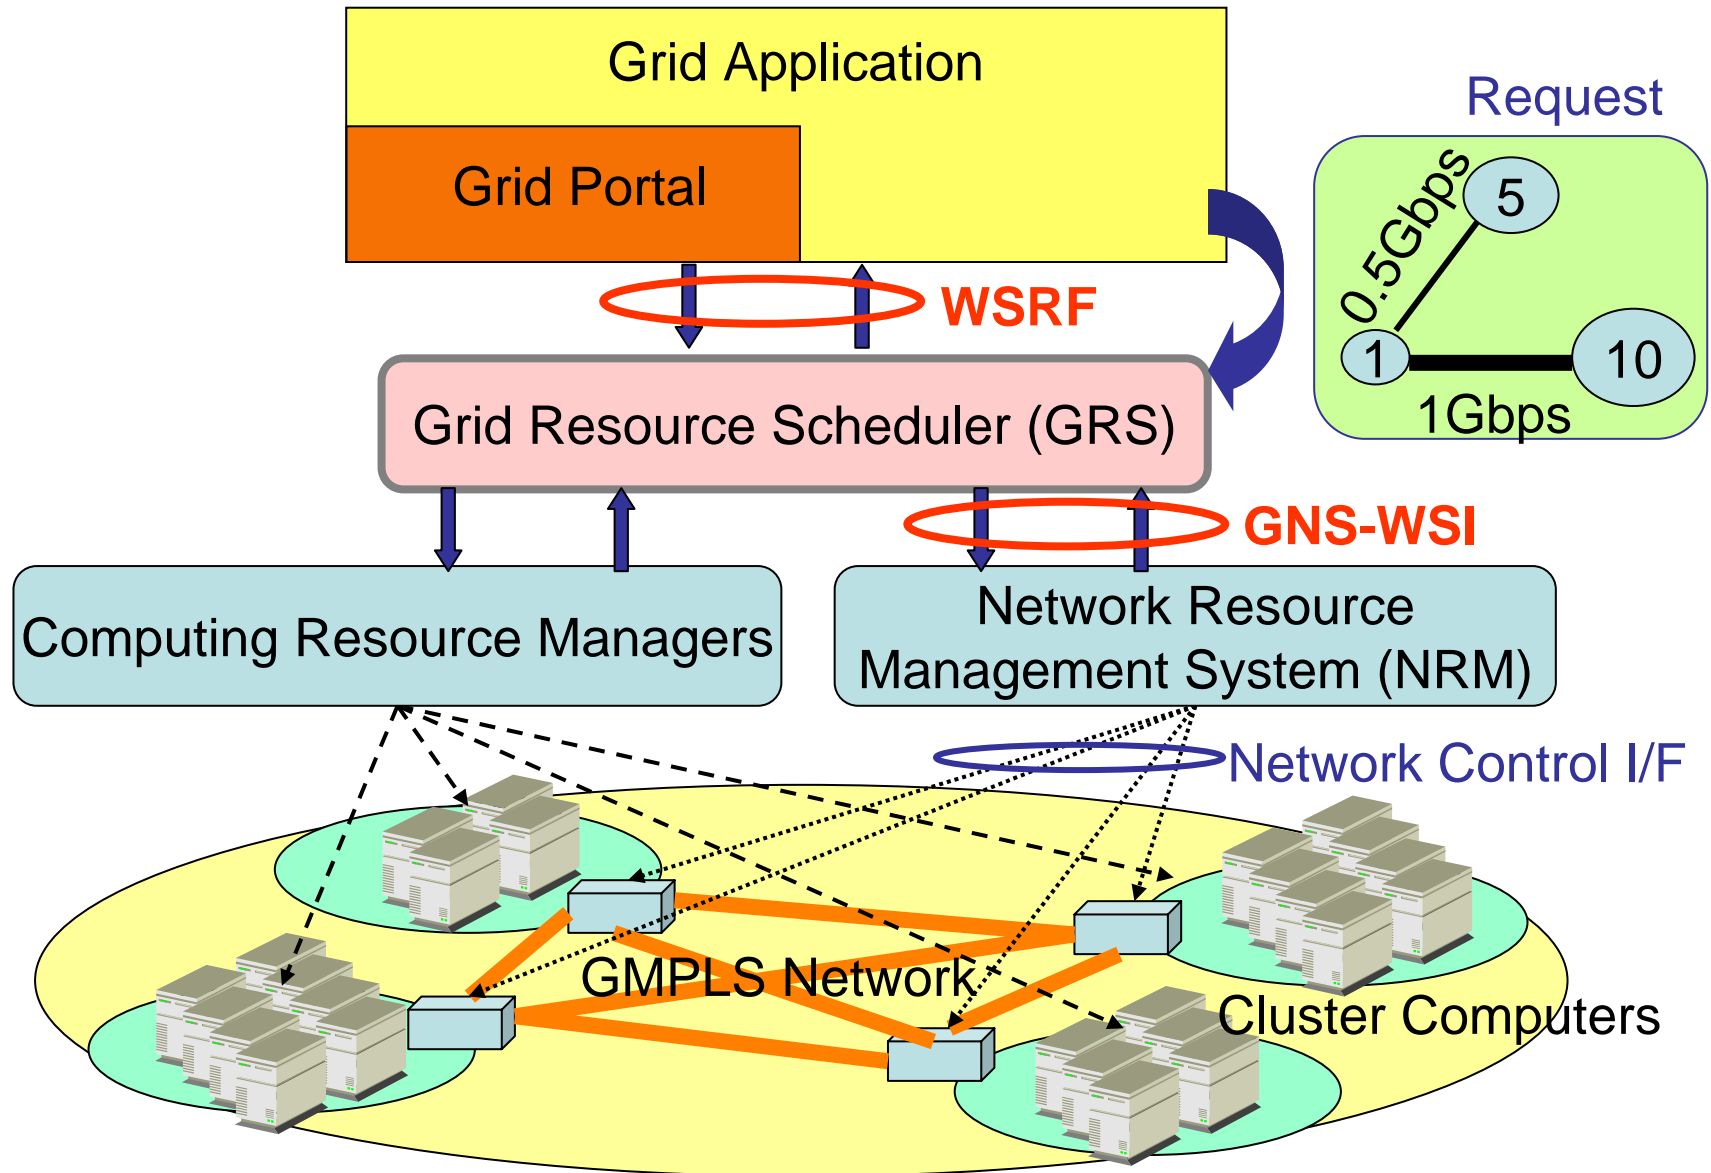 Grid Application
Request
Grid Portal
0.5Gbps
5
WSRF
1
10
1Gbps
Grid Resource Scheduler (GRS)
GNS-WSI
Computing Resource Managers
Network Resource
Management System (NRM)
Network Control I/F
GMPLS Network
Cluster Computers